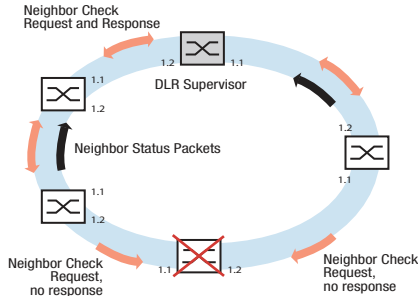 Neighbor Check
Request and Response
1.2
1.1
DLR Supervisor
1.1
1.2
1.2
1.1
Neighbor Status Packets
1.1
1.2
1.1
1.2
Neighbor Check
Request,
no response
Neighbor Check
Request,
no response